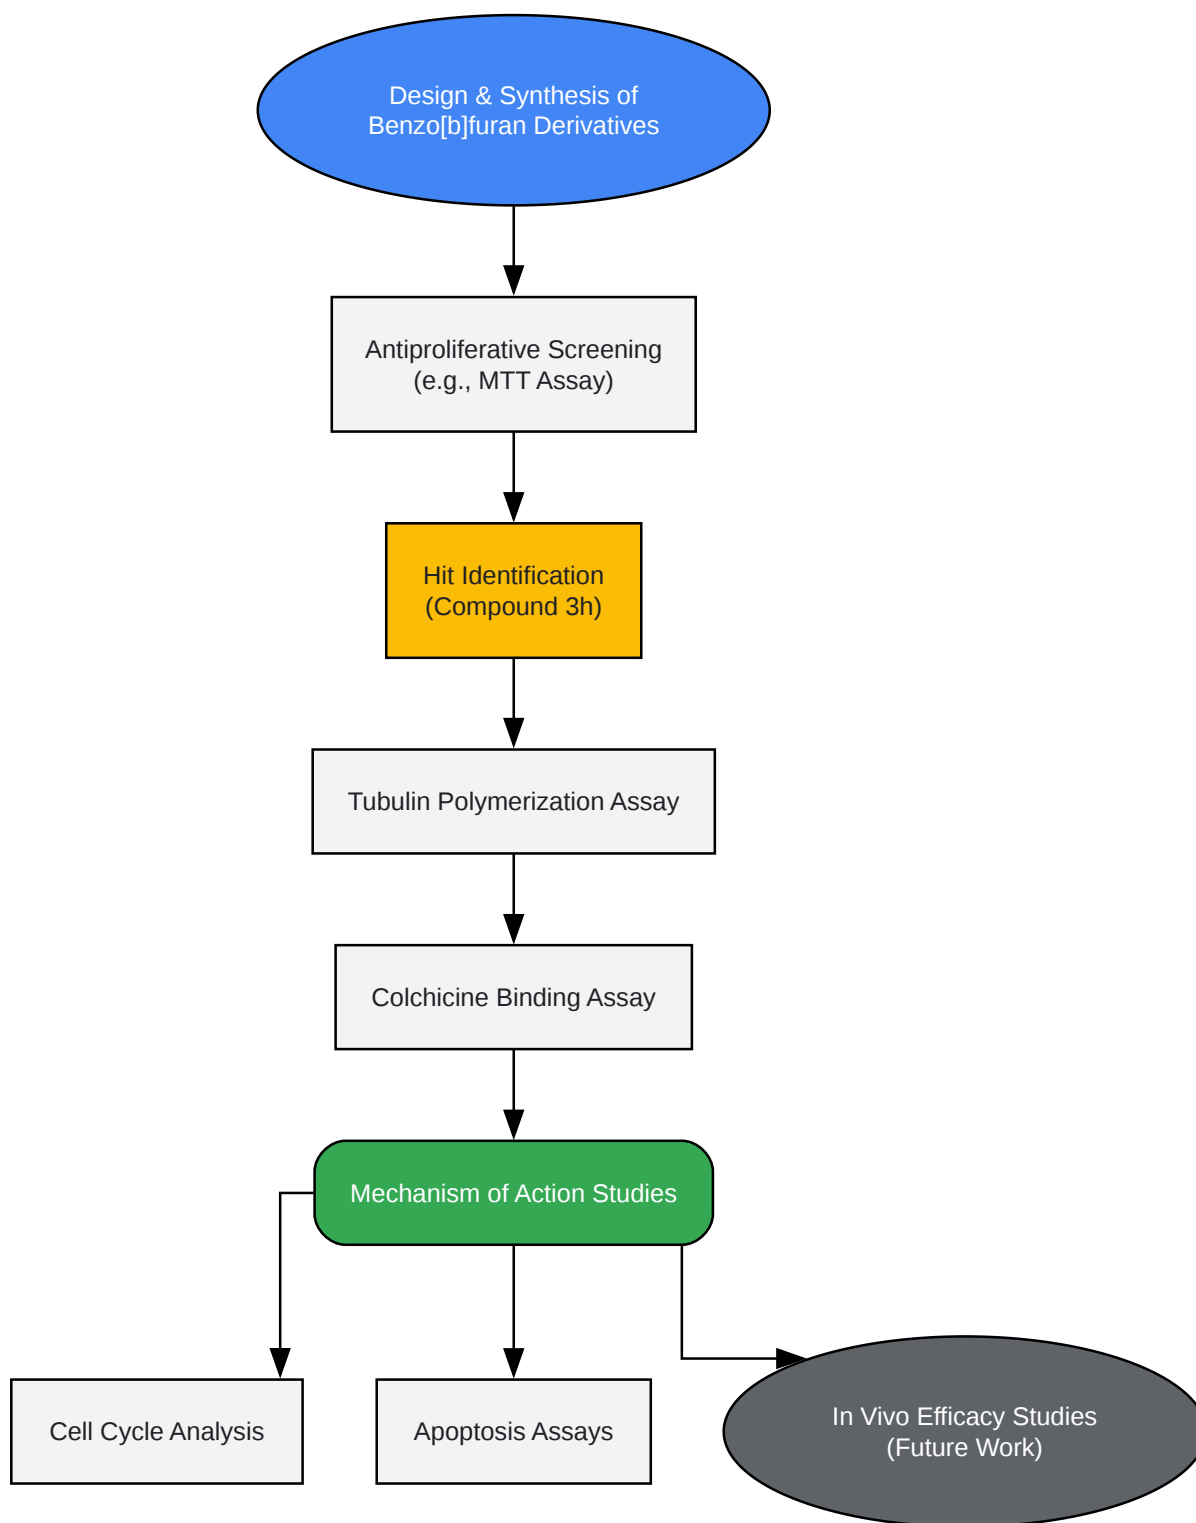 Design & Synthesis of
Benzo[b]furan Derivatives
Antiproliferative Screening
(e.g., MTT Assay)
Hit Identification
(Compound 3h)
Tubulin Polymerization Assay
Colchicine Binding Assay
Mechanism of Action Studies
Cell Cycle Analysis
Apoptosis Assays
In Vivo Efficacy Studies
(Future Work)